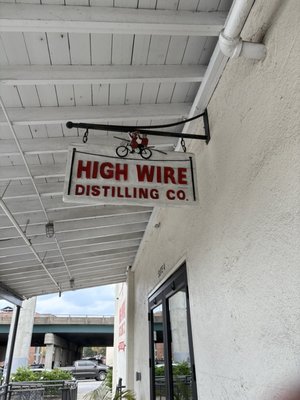 HIGH WIRE
DISTILLING CO.